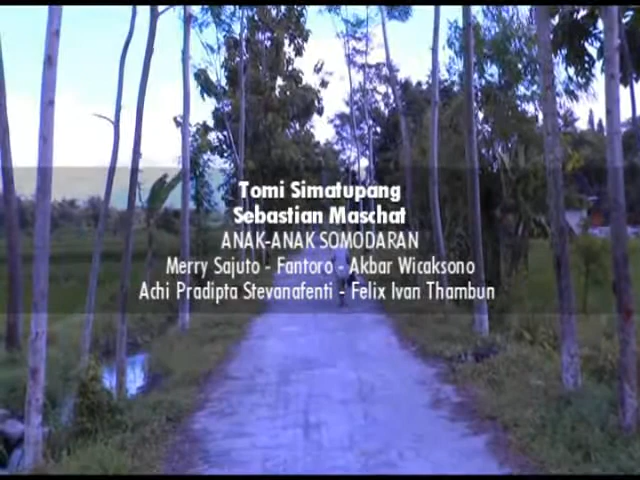 Tomi Simatupang
Sebastian Maschat
ANAK-ANAK SOMODARAN
Merry Sajuto - Fantoro - Akbar Wicaksono
Achi Pradipta Stevanafenti - Felix Ivan Thambun